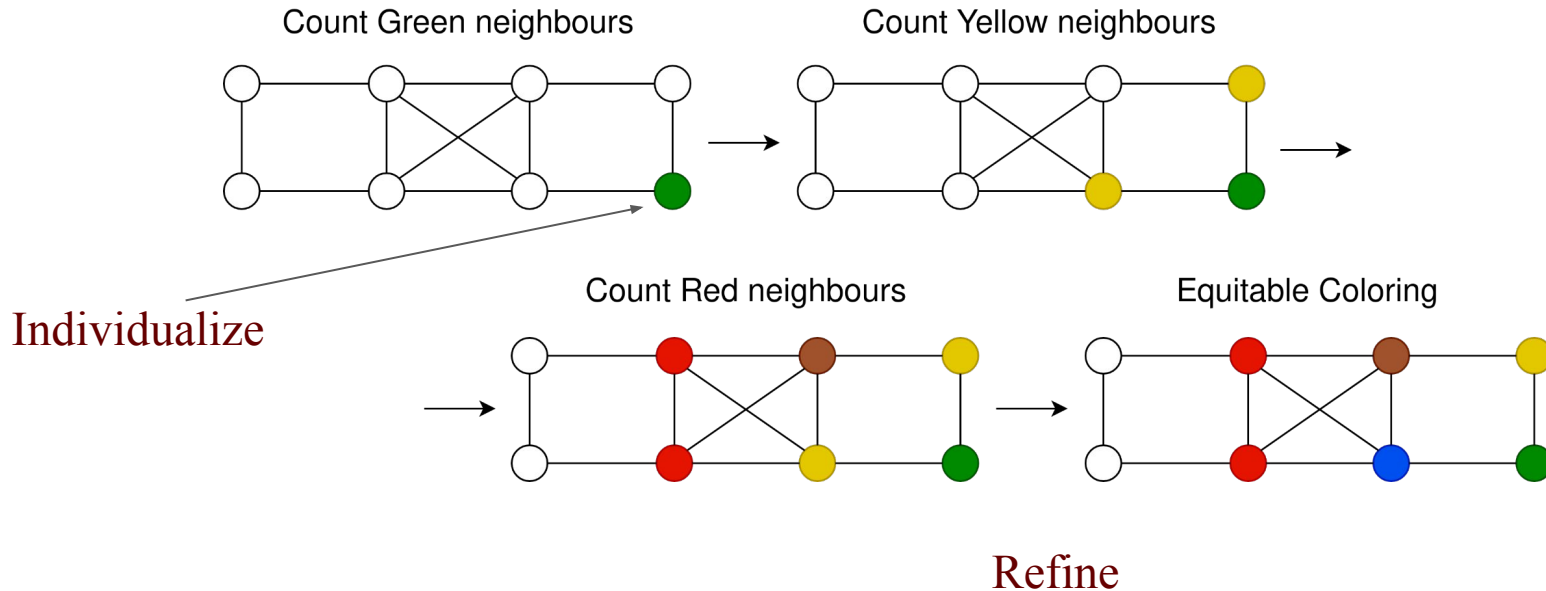 Count Green neighbours
Count Yellow neighbours
Individualize
Count Red neighbours
Equitable Coloring
Refine